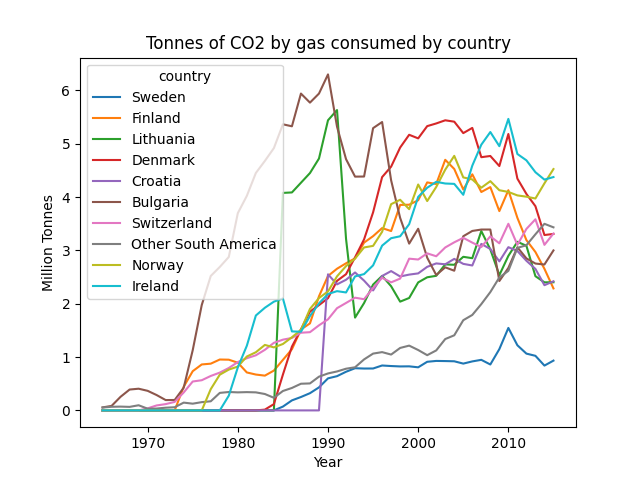 Tonnes of CO2 by gas consumed by country
country
Sweden
Finland
Lithuania
Denmark
Croatia
Bulgaria
Switzerland
Other South America
Norway
Ireland
Million Tonnes
6
5
4
3
2
1
0
1970 1980 1990 2000 2010
Year